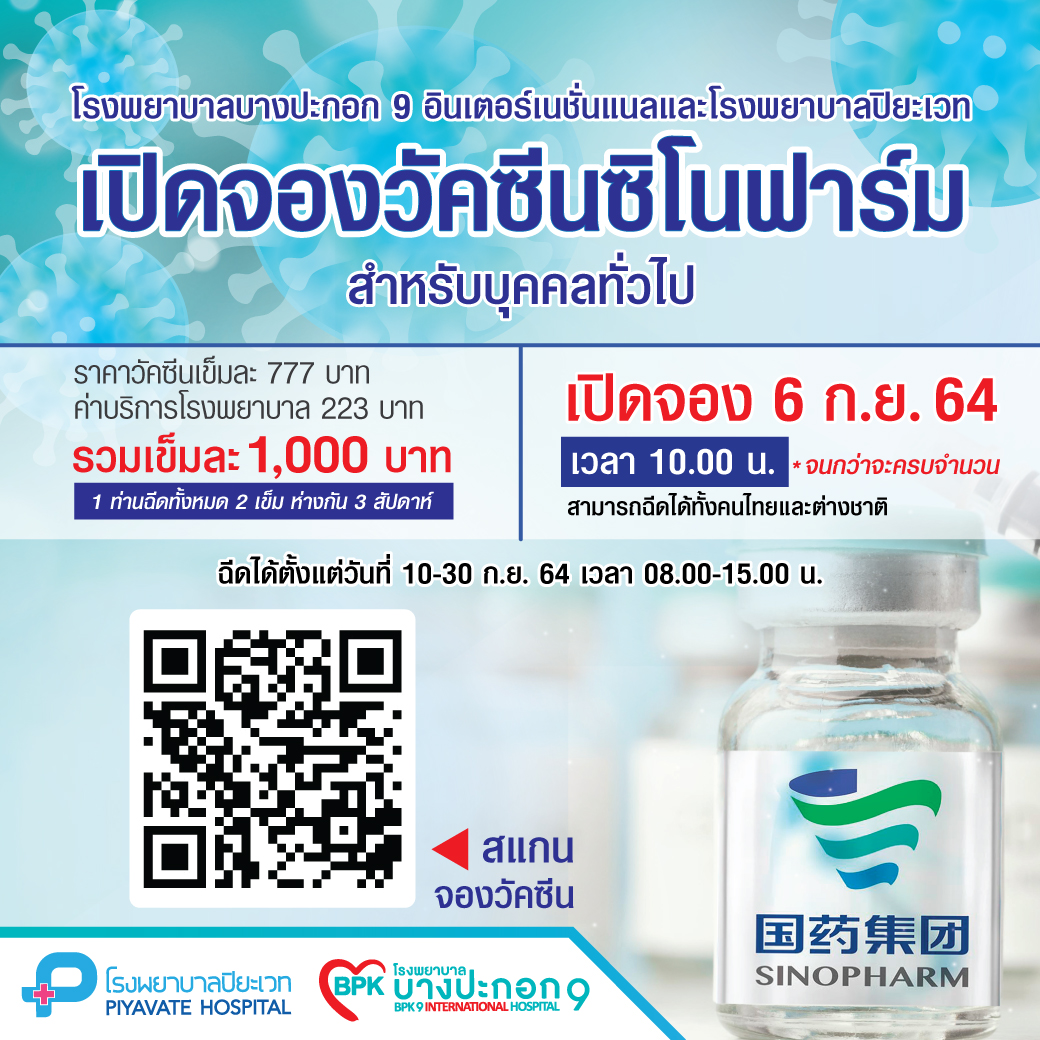 โรงพยาบาลบางปะกอก 9 อินเตอร์เนชั่นแนลและโรงพยาบาลปิยะเวท
เปิดจองวัคซีนซิโนฟาร์ม
สำหรับบุคคลทั่วไป
ราคาวัคซีนเข็มละ 777 บาท
ค่าบริการโรงพยาบาล 223 บาท
รวมเข็มละ 1,000 บาท
1 ท่านฉีดทั้งหมด 2 เข็ม ห่างกัน 3 สัปดาห์
เปิดจอง 6 ก.ย. 64
เวลา 10.00 น. *จนกว่าจะครบจำนวน
สามารถฉีดได้ทั้งคนไทยและต่างชาติ
ฉีดได้ตั้งแต่วันที่ 10-30 ก.ย. 64 เวลา 08.00-15.00 น.
สแกน
จองวัคซีน
国药集团
SINOPHARM
โรงพยาบาลปิยะเวท
PIYAVATE HOSPITAL
BPK
โรงพยาบาล
บางปะกอก 9
BPK 9 INTERNATIONAL HOSPITAL